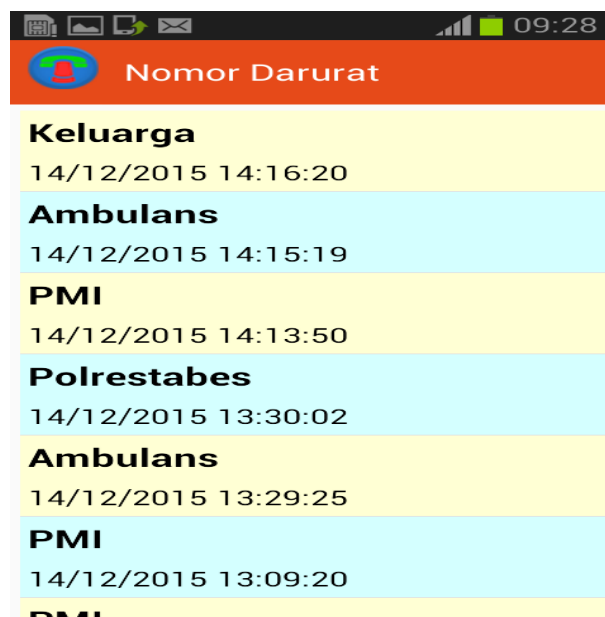 09:28
Nomor Darurat
Keluarga
14/12/2015 14:16:20
Ambulans
14/12/2015 14:15:19
PMI
14/12/2015 14:13:50
Polrestabes
14/12/2015 13:30:02
Ambulans
14/12/2015 13:29:25
PMI
14/12/2015 13:09:20
PMI